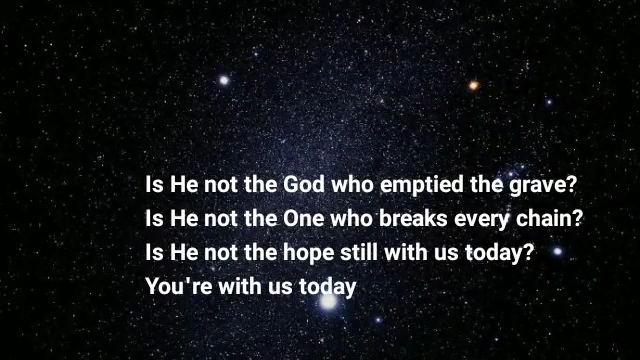 Is He not the God who emptied the grave?
Is He not the One who breaks every chain?
Is He not the hope still with us today?
You're with us today